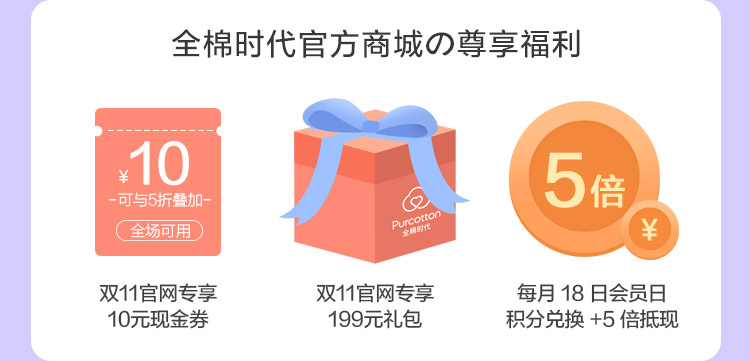 全棉时代官方商城の尊享福利
¥10
-可与5折叠加-
全场可用
双11官网专享
10元现金券
Purcotton
全棉时代
双11官网专享
199元礼包
5倍
¥
每月 18 日会员日
积分兑换 +5 倍抵现